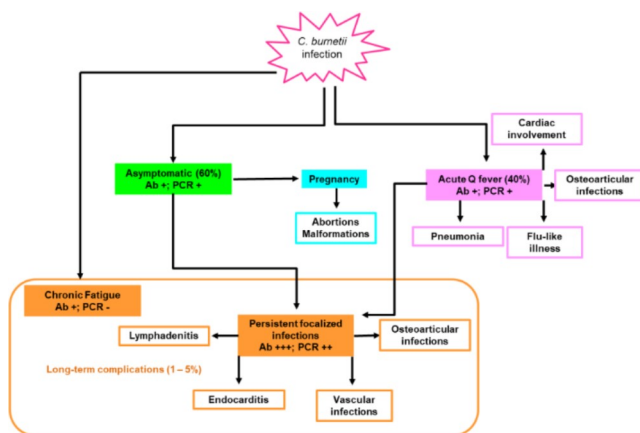 C. burnetii
infection
Cardiac
involvement
Asymptomatic (60%)
Ab +; PCR +
Pregnancy
Acute Q fever (40%)
Ab +; PCR +
Osteoarticular
infections
Abortions
Malformations
Pneumonia
Flu-like
illness
Chronic Fatigue
Ab +; PCR -
Persistent focalized
infections
Ab +++; PCR ++
Lymphadenitis
Osteoarticular
infections
Long-term complications (1 – 5%)
Endocarditis
Vascular
infections